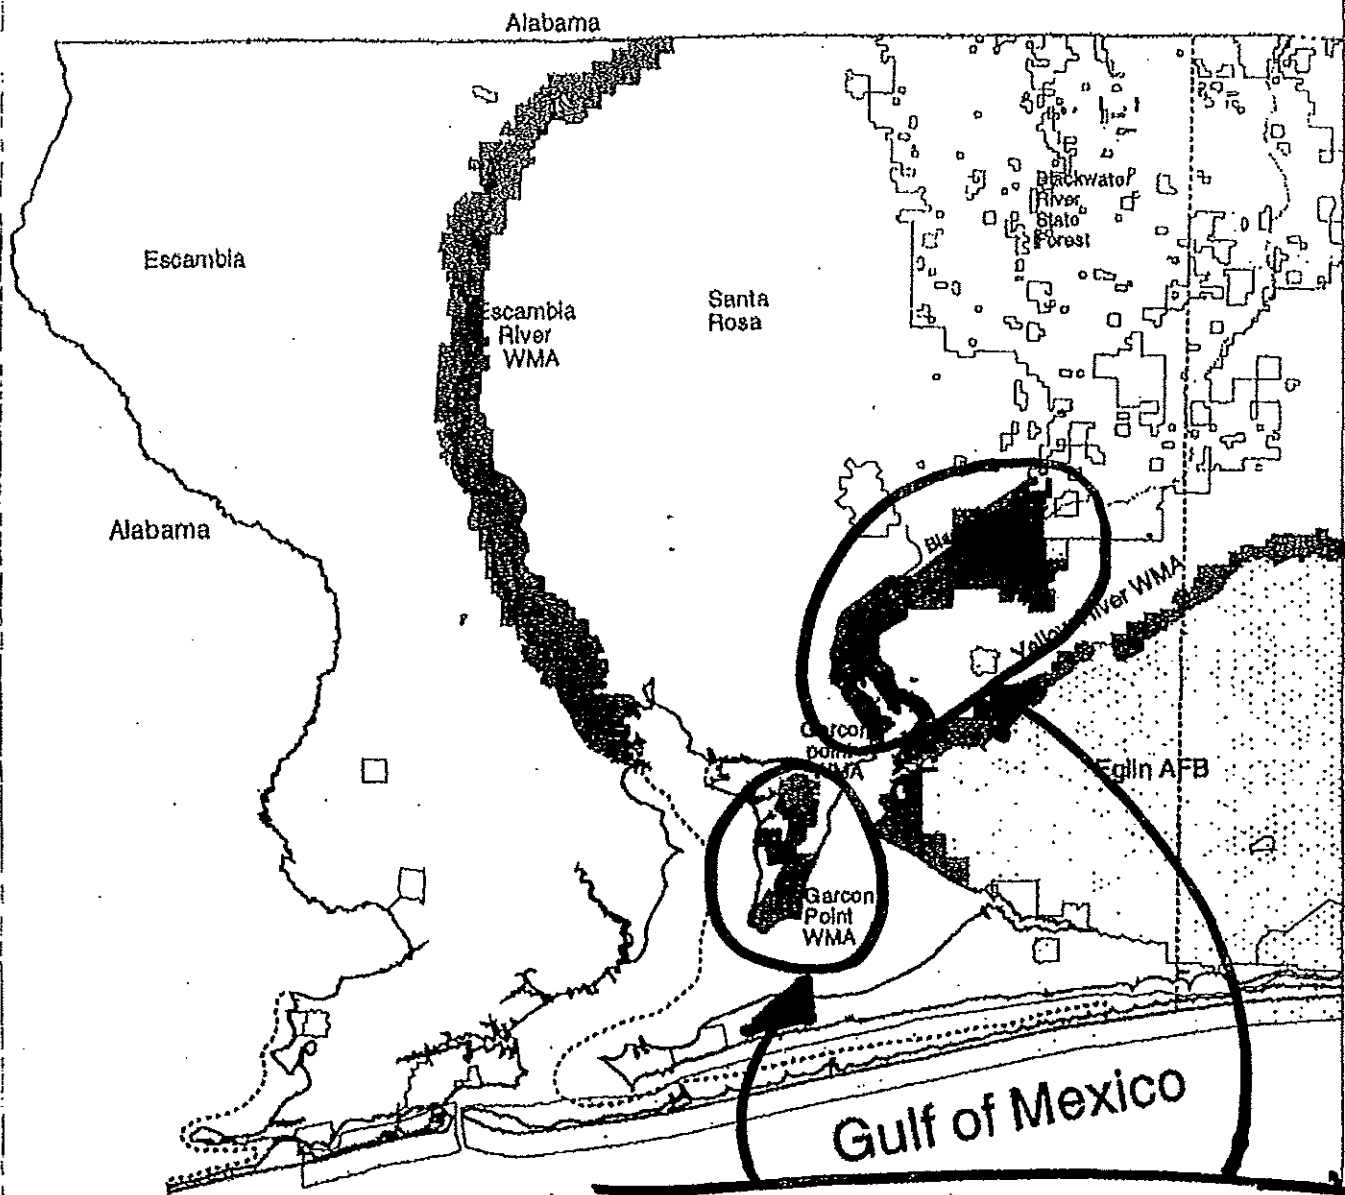 Alabama
Escambia
Escambia
River
WMA
Santa
Rosa
Blackwater
River
State
Forest
Alabama
Yellow River WMA
Garcon
point
WMA
Eglin AFB
Garcon
Point
WMA
Gulf of Mexico